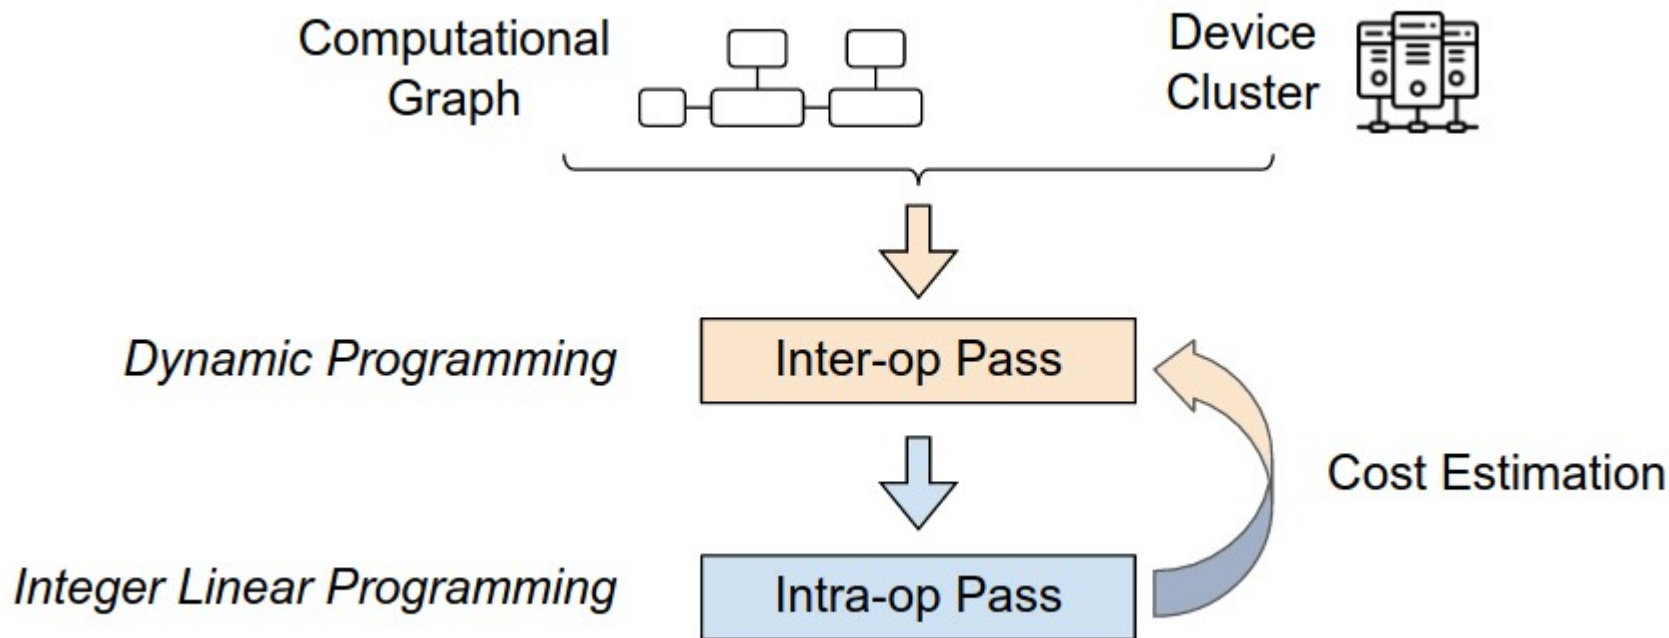 Computational
Graph
Device
Cluster
Dynamic Programming
Inter-op Pass
Cost Estimation
Integer Linear Programming
Intra-op Pass